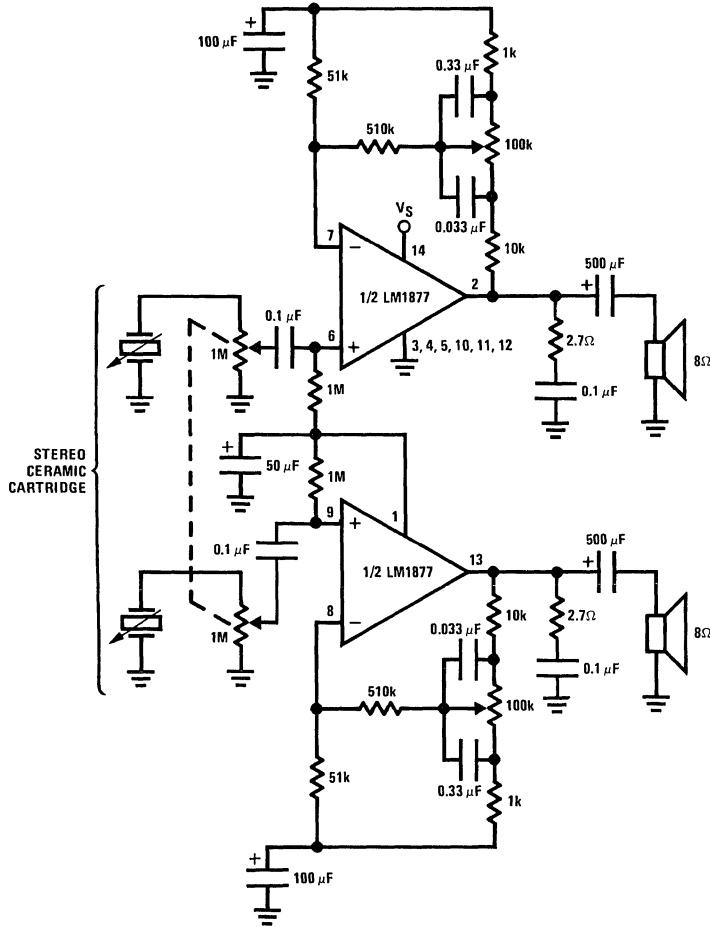 +
100 μF
51k
1k
0.33 μF
510k
100k
0.033 μF
10k
VS
7
−
14
1/2 LM1877
2
+
500 μF
2.7Ω
0.1 μF
8Ω
6
+
3, 4, 5, 10, 11, 12
0.1 μF
1M
1M
+
50 μF
1M
STEREO
CERAMIC
CARTRIDGE
9
+
1
0.1 μF
1/2 LM1877
13
+
500 μF
8
−
1M
10k
2.7Ω
8Ω
0.033 μF
0.1 μF
510k
100k
51k
0.33 μF
1k
+
100 μF